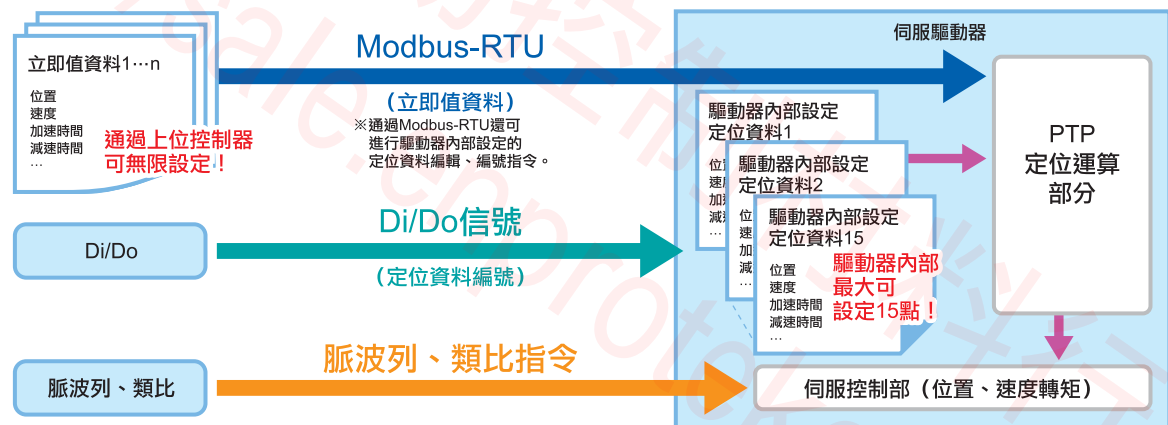 立即值資料1…n
位置
速度
加速時間
減速時間
…
通過上位控制器
可無限設定！
Modbus-RTU
（立即值資料）
※通過Modbus-RTU還可
進行驅動器內部設定的
定位資料編輯、編號指令。
Di/Do
Di/Do信號
（定位資料編號）
脈波列、類比
脈波列、類比指令
伺服驅動器
驅動器內部設定
定位資料1
位
速
加
減
…
驅動器內部設定
定位資料2
位
速
加
減
…
驅動器內部設定
定位資料15
位置
速度
加速時間
減速時間
…
驅動器內部
最大可
設定15點！
PTP
定位運算
部分
伺服控制部（位置、速度轉矩）